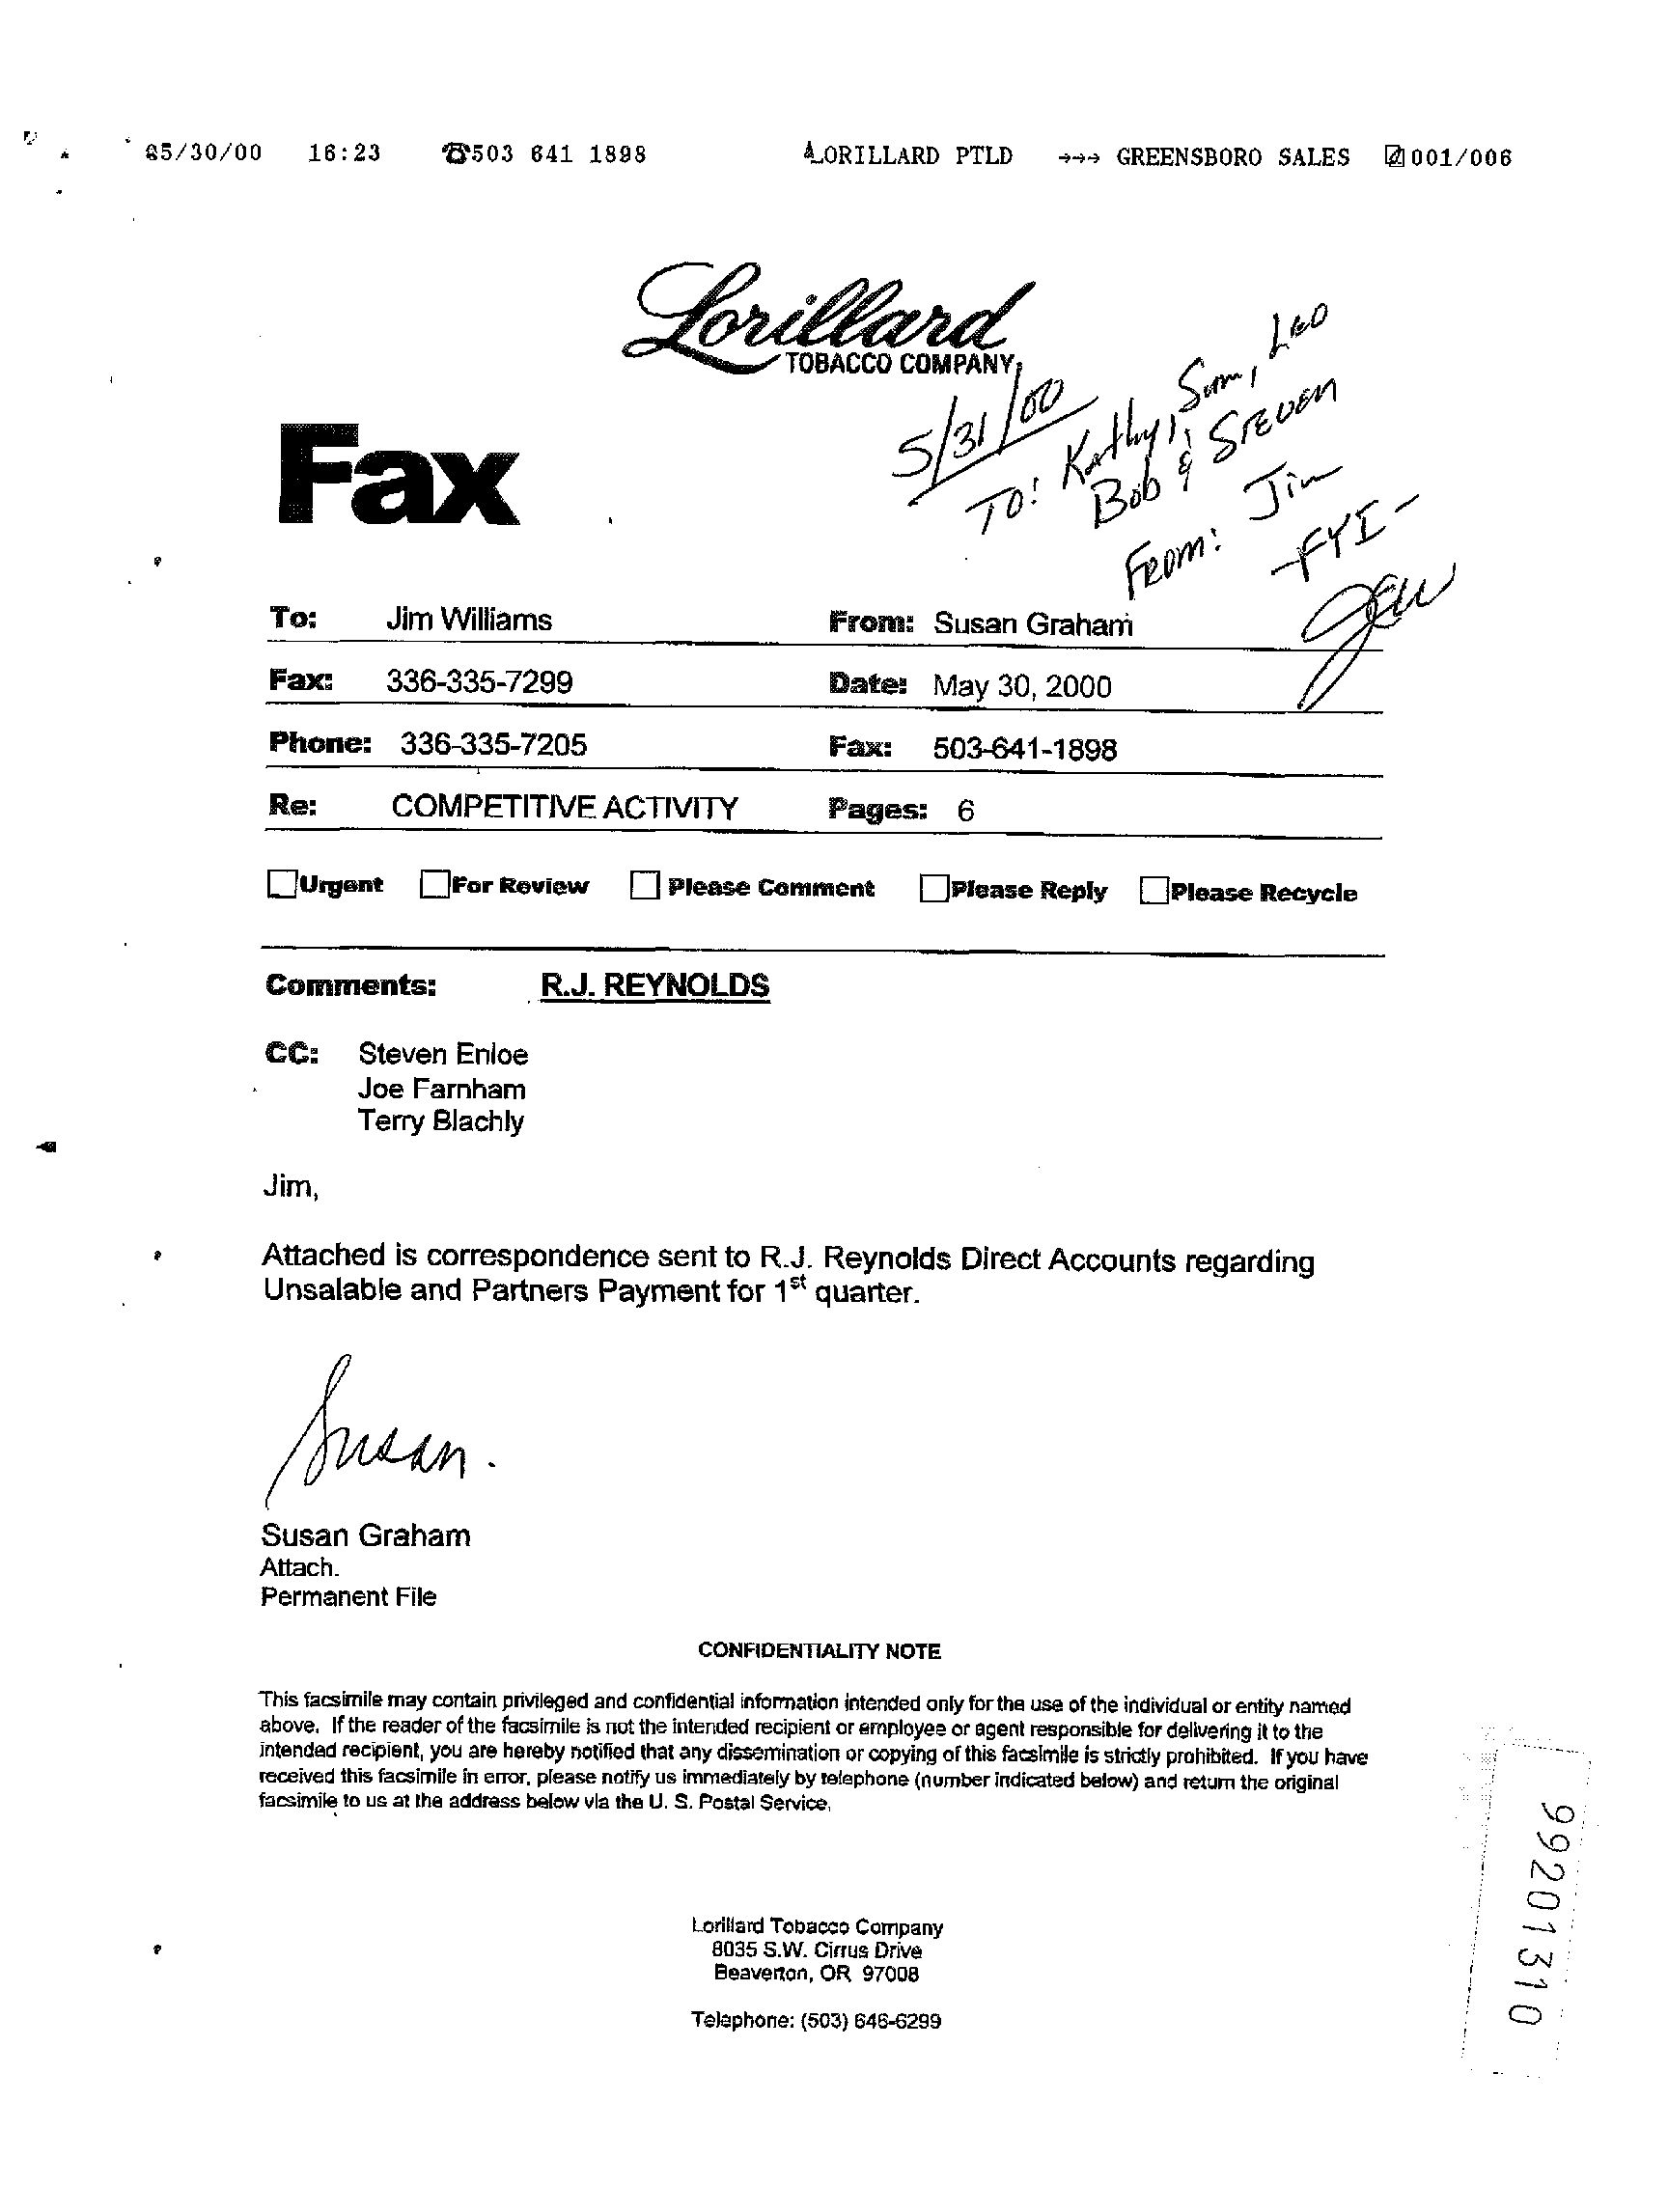 05/30/00 16:23 ☎503 641 1898 LORILLARD PTLD →→→ GREENSBORO SALES 001/006
Lorillard
TOBACCO COMPANY
5/31/00
To: Kathy, Sam, Leo
Bob & Steven
From: Jim
-FYI-
Fax
To: Jim Williams From: Susan Graham
Fax: 336-335-7299 Date: May 30, 2000
Phone: 336-335-7205 Fax: 503-641-1898
Re: COMPETITIVE ACTIVITY Pages: 6
☐Urgent ☐For Review ☐ Please Comment ☐Please Reply ☐Please Recycle
Comments: R.J. REYNOLDS
CC: Steven Enloe
Joe Farnham
Terry Blachly
Jim,
Attached is correspondence sent to R.J. Reynolds Direct Accounts regarding
Unsalable and Partners Payment for 1st quarter.
Susan.
Susan Graham
Attach.
Permanent File
CONFIDENTIALITY NOTE
This facsimile may contain privileged and confidential information intended only for the use of the individual or entity named
above. If the reader of the facsimile is not the intended recipient or employee or agent responsible for delivering it to the
intended recipient, you are hereby notified that any dissemination or copying of this facsimile is strictly prohibited. If you have
received this facsimile in error, please notify us immediately by telephone (number indicated below) and return the original
facsimile to us at the address below via the U. S. Postal Service.
Lorillard Tobacco Company
8035 S.W. Cirrus Drive
Beaverton, OR 97008
Telephone: (503) 646-6299
99201310